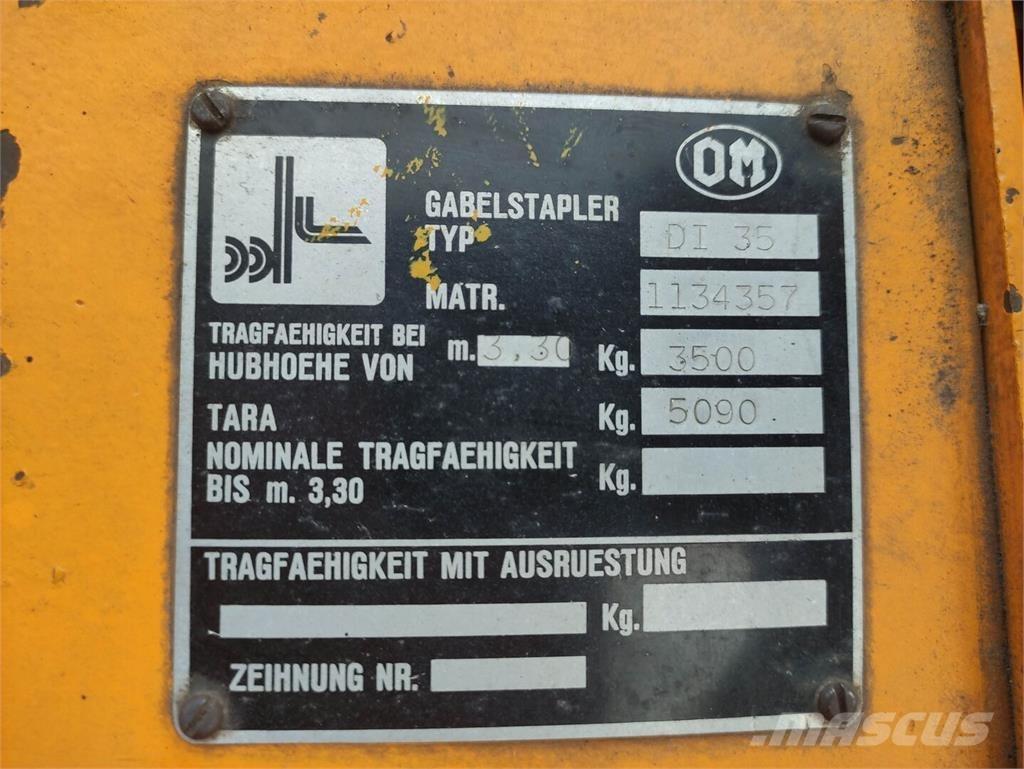 OM
GABELSTAPLER
TYP DI 35
MATR. 1134357
TRAGFAEHIGKEIT BEI
HUBHOEHE VON m. 3,30 Kg. 3500
TARA Kg. 5090
NOMINALE TRAGFAEHIGKEIT
BIS m. 3,30 Kg.
TRAGFAEHIGKEIT MIT AUSRUESTUNG
Kg.
ZEIHNUNG NR.
MASCUS